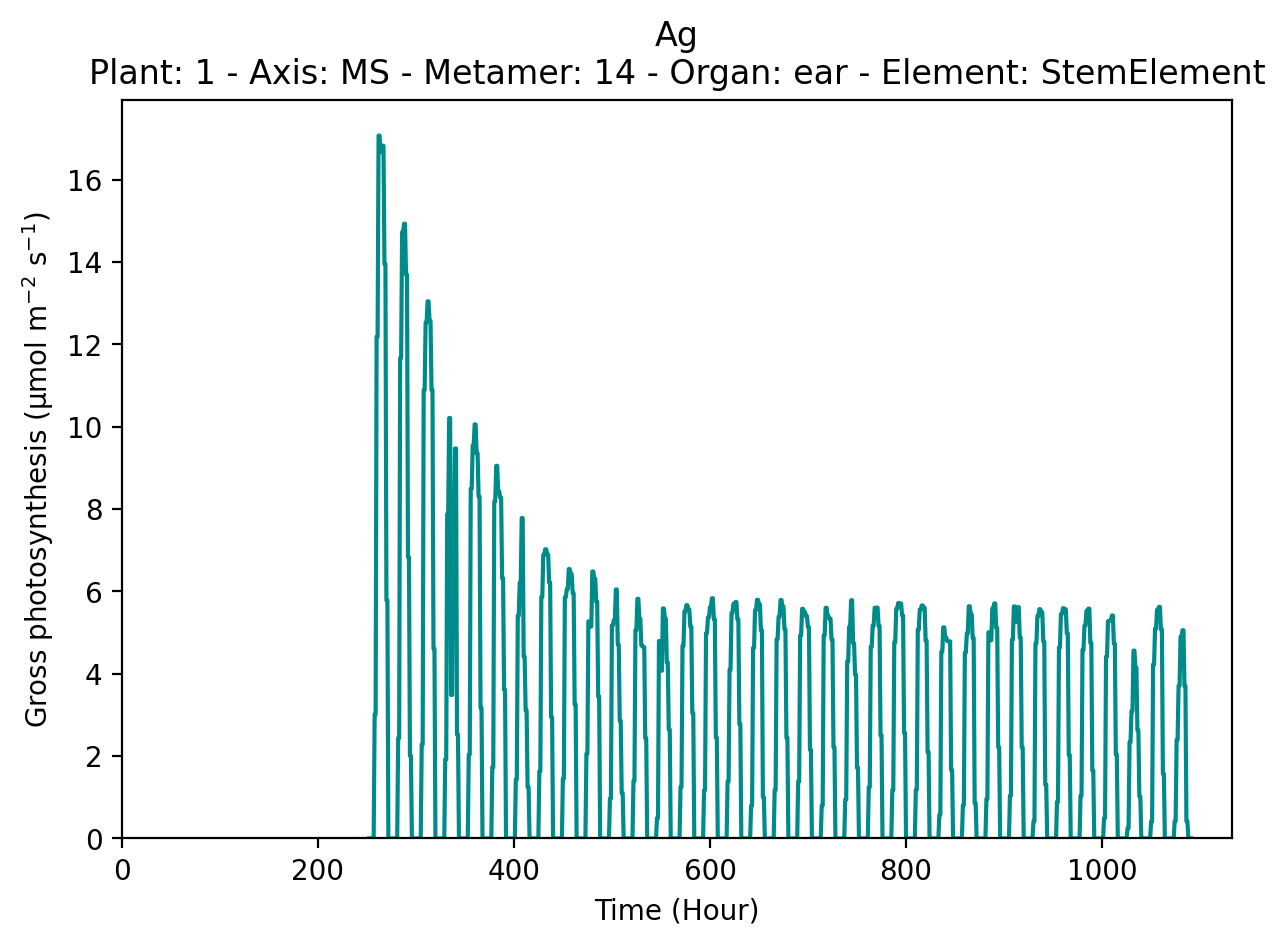 Ag
Plant: 1 - Axis: MS - Metamer: 14 - Organ: ear - Element: StemElement
Gross photosynthesis (µmol m⁻² s⁻¹)
16
14
12
10
8
6
4
2
0
0 200 400 600 800 1000
Time (Hour)